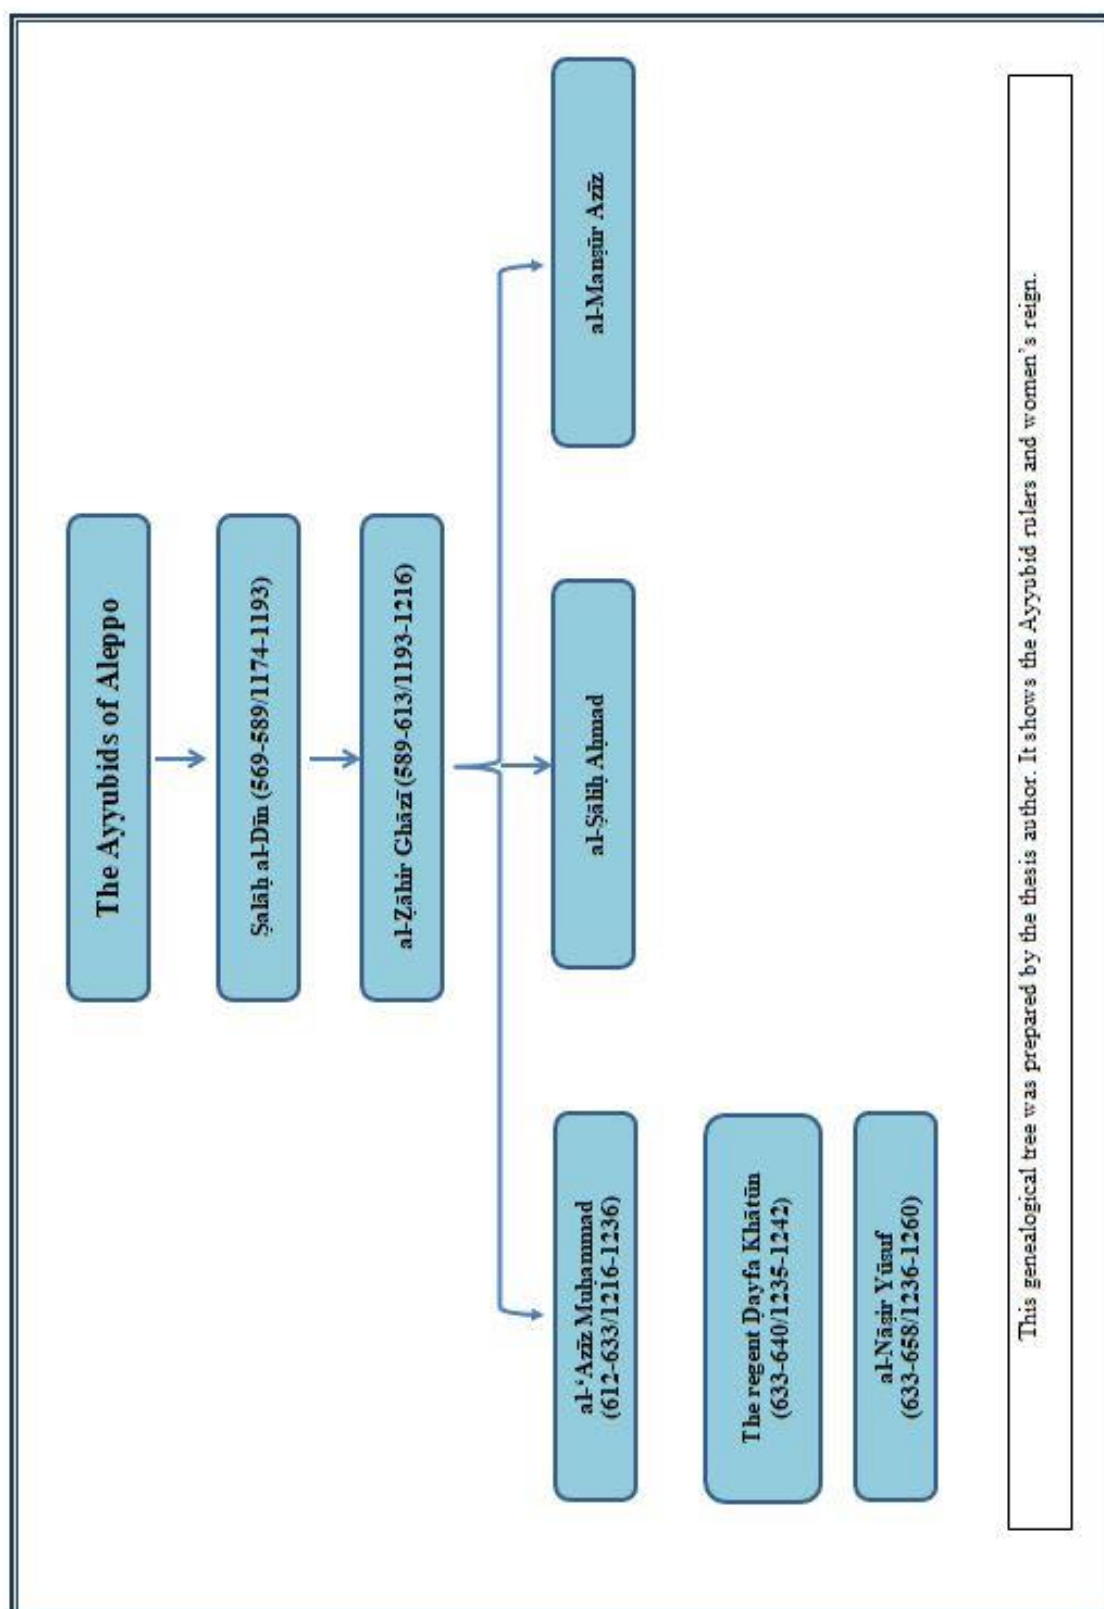 The Ayyubids of Aleppo
Ṣalāḥ al-Dīn (569-589/1174-1193)
al-Ẓāhir Ghāzī (589-613/1193-1216)
al-‘Azīz Muḥammad
(612-633/1216-1236)
al-Ṣāliḥ Aḥmad
al-Manṣūr Azīz
The regent Ḍayfa Khātūn
(633-640/1235-1242)
al-Nāṣir Yūsuf
(633-658/1236-1260)
This genealogical tree was prepared by the thesis author. It shows the Ayyubid rulers and women’s reign.